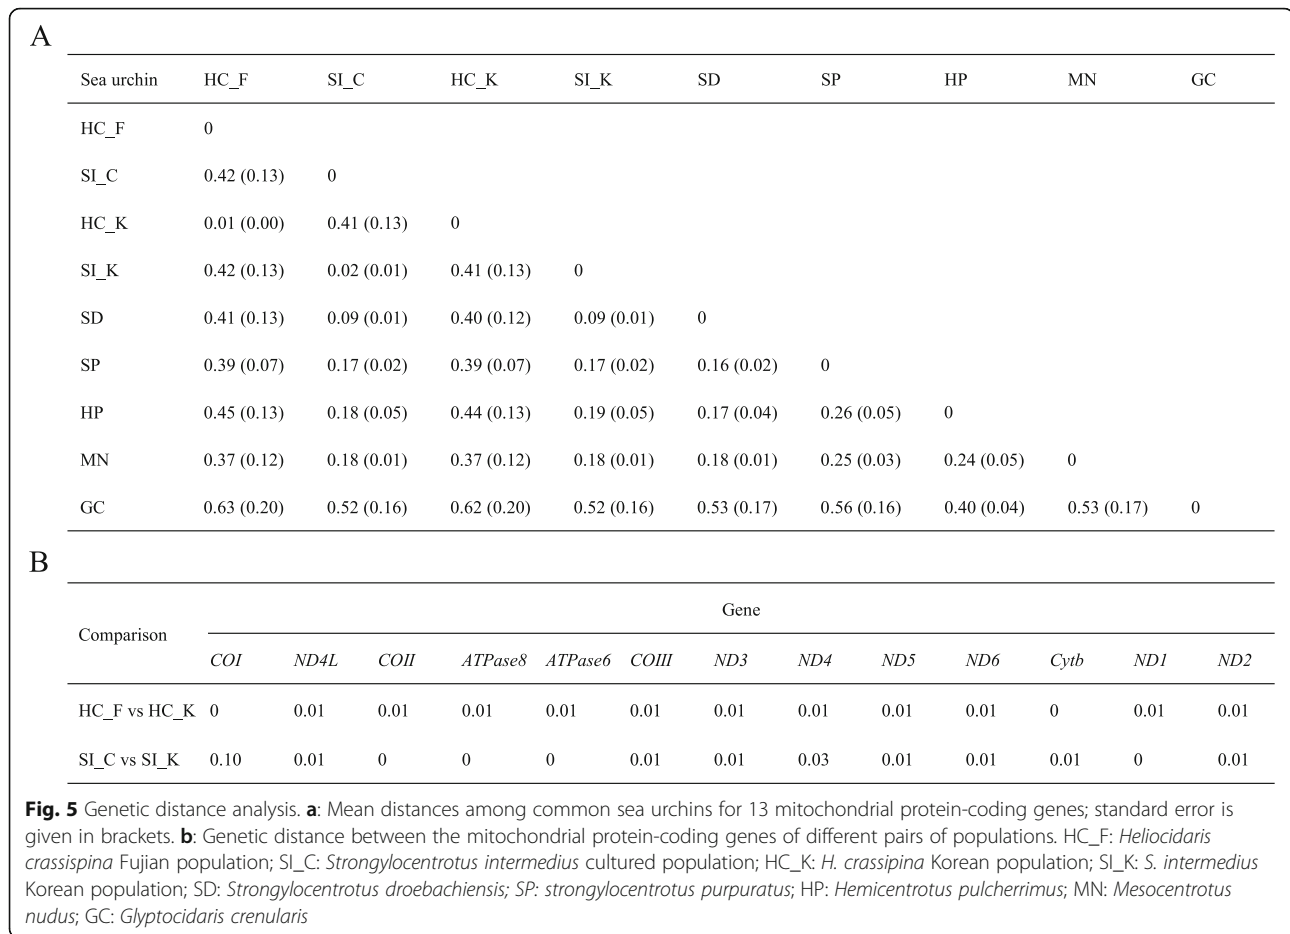 A
Sea urchin HC_F SI_C HC_K SI_K SD SP HP MN GC
HC_F 0
SI_C 0.42 (0.13) 0
HC_K 0.01 (0.00) 0.41 (0.13) 0
SI_K 0.42 (0.13) 0.02 (0.01) 0.41 (0.13) 0
SD 0.41 (0.13) 0.09 (0.01) 0.40 (0.12) 0.09 (0.01) 0
SP 0.39 (0.07) 0.17 (0.02) 0.39 (0.07) 0.17 (0.02) 0.16 (0.02) 0
HP 0.45 (0.13) 0.18 (0.05) 0.44 (0.13) 0.19 (0.05) 0.17 (0.04) 0.26 (0.05) 0
MN 0.37 (0.12) 0.18 (0.01) 0.37 (0.12) 0.18 (0.01) 0.18 (0.01) 0.25 (0.03) 0.24 (0.05) 0
GC 0.63 (0.20) 0.52 (0.16) 0.62 (0.20) 0.52 (0.16) 0.53 (0.17) 0.56 (0.16) 0.40 (0.04) 0.53 (0.17) 0
B
Gene
Comparison
COI ND4L COII ATPase8 ATPase6 COIII ND3 ND4 ND5 ND6 Cytb ND1 ND2
HC_F vs HC_K 0 0.01 0.01 0.01 0.01 0.01 0.01 0.01 0.01 0.01 0 0.01 0.01
SI_C vs SI_K 0.10 0.01 0 0 0 0.01 0.01 0.03 0.01 0.01 0.01 0 0.01
Fig. 5 Genetic distance analysis. a: Mean distances among common sea urchins for 13 mitochondrial protein-coding genes; standard error is
given in brackets. b: Genetic distance between the mitochondrial protein-coding genes of different pairs of populations. HC_F: Heliocidaris
crassispina Fujian population; SI_C: Strongylocentrotus intermedius cultured population; HC_K: H. crassipina Korean population; SI_K: S. intermedius
Korean population; SD: Strongylocentrotus droebachiensis; SP: strongylocentrotus purpuratus; HP: Hemicentrotus pulcherrimus; MN: Mesocentrotus
nudus; GC: Glyptocidaris crenularis